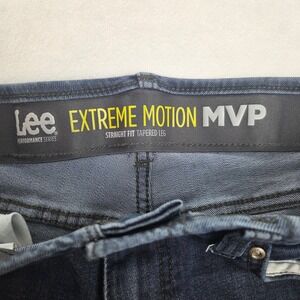 Lee
PERFORMANCE SERIES
EXTREME MOTION MVP
STRAIGHT FIT TAPERED LEG